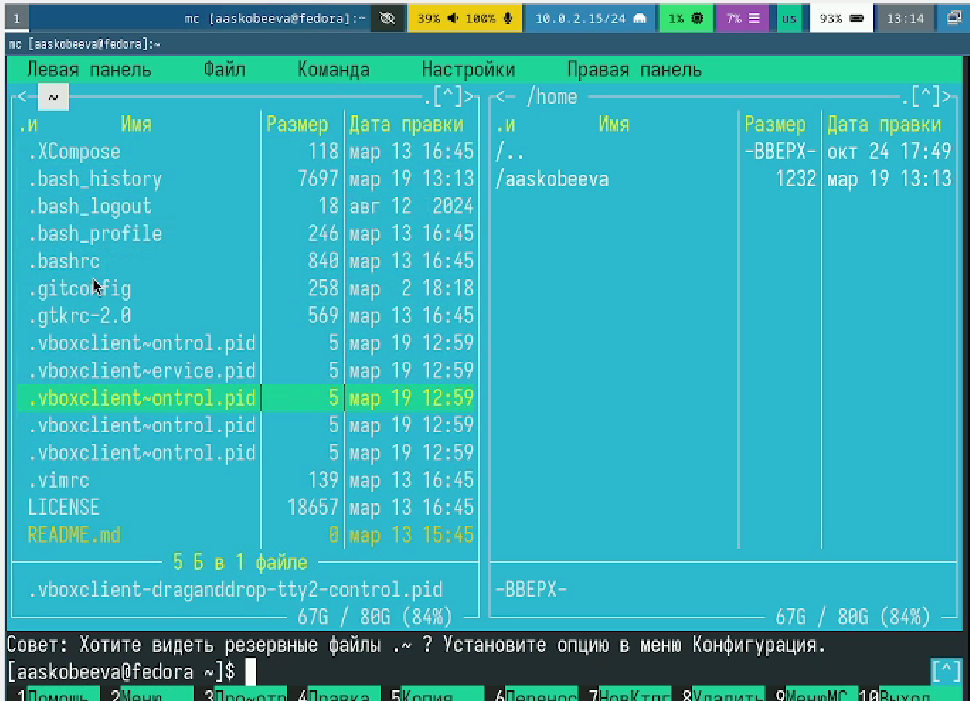 1 mc [aaskobeeva@fedora]:~ 39% 100% 10.0.2.15/24 1% 7% us 93% 13:14
mc [aaskobeeva@fedora]:~
Левая панель Файл Команда Настройки Правая панель
<— ~ .[^]> <— /home .[^]>
.и Имя Размер Дата правки .и Имя Размер Дата правки
.XCompose 118 мар 13 16:45 /.. -ВВЕРХ- окт 24 17:49
.bash_history 7697 мар 19 13:13 /aaskobeeva 1232 мар 19 13:13
.bash_logout 18 авг 12 2024
.bash_profile 246 мар 13 16:45
.bashrc 840 мар 13 16:45
.gitconfig 258 мар 2 18:18
.gtkrc-2.0 569 мар 13 16:45
.vboxclient~ontrol.pid 5 мар 19 12:59
.vboxclient~ervice.pid 5 мар 19 12:59
.vboxclient~ontrol.pid 5 мар 19 12:59
.vboxclient~ontrol.pid 5 мар 19 12:59
.vboxclient~ontrol.pid 5 мар 19 12:59
.vimrc 139 мар 13 16:45
LICENSE 18657 мар 13 16:45
README.md 0 мар 13 15:45
5 Б в 1 файле
.vboxclient-draganddrop-tty2-control.pid -ВВЕРХ-
67G / 80G (84%) 67G / 80G (84%)
Совет: Хотите видеть резервные файлы .~ ? Установите опцию в меню Конфигурация.
[aaskobeeva@fedora ~]$ [^]
1Помощь 2Меню 3Про~отр 4Правка 5Копия 6Перенос 7НовКтлг 8Удалить 9МенюМС 10Выход